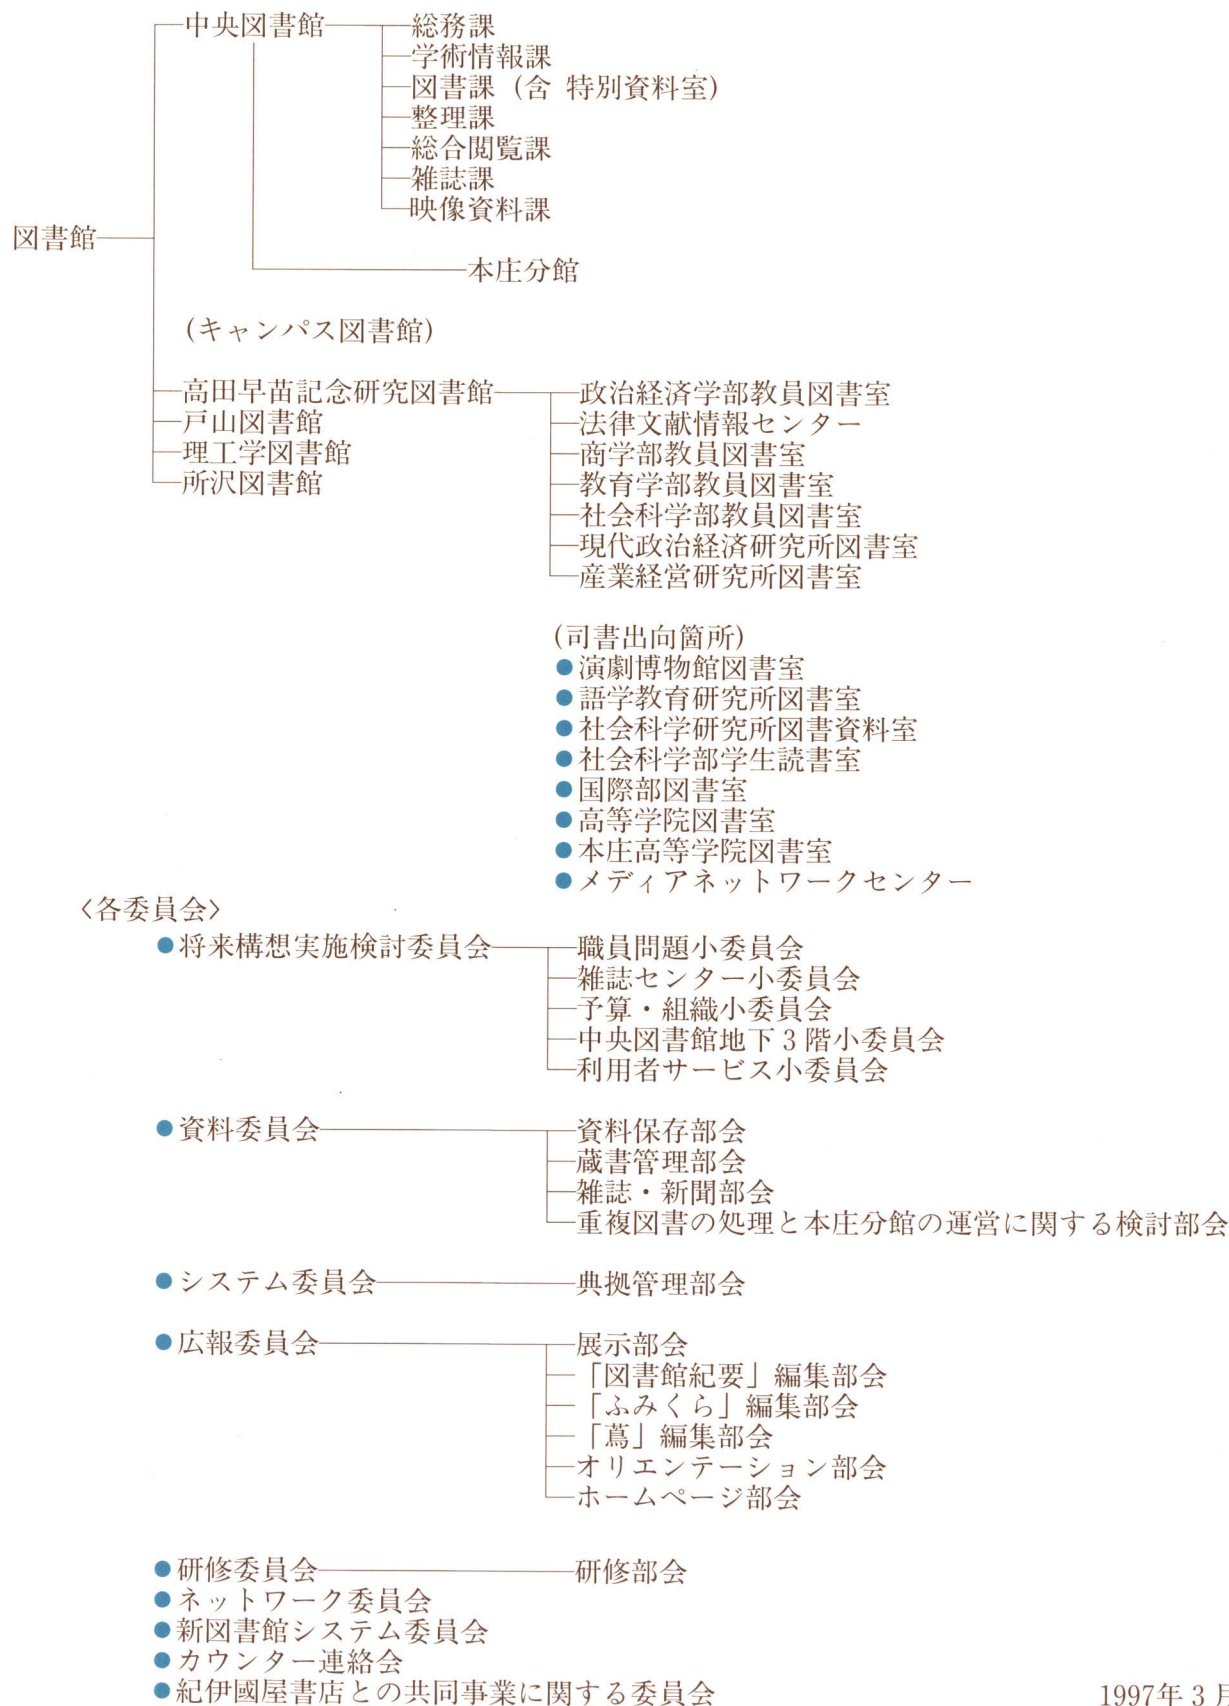 中央図書館
総務課
学術情報課
図書課（含 特別資料室）
整理課
総合閲覧課
雑誌課
映像資料課
図書館
本庄分館
(キャンパス図書館)
高田早苗記念研究図書館
戸山図書館
理工学図書館
所沢図書館
政治経済学部教員図書室
法律文献情報センター
商学部教員図書室
教育学部教員図書室
社会科学部教員図書室
現代政治経済研究所図書室
産業経営研究所図書室
(司書出向箇所)
●演劇博物館図書室
●語学教育研究所図書室
●社会科学研究所図書資料室
●社会科学部学生読書室
●国際部図書室
●高等学院図書室
●本庄高等学院図書室
●メディアネットワークセンター
〈各委員会〉
●将来構想実施検討委員会
職員問題小委員会
雑誌センター小委員会
予算・組織小委員会
中央図書館地下3階小委員会
利用者サービス小委員会
●資料委員会
資料保存部会
蔵書管理部会
雑誌・新聞部会
重複図書の処理と本庄分館の運営に関する検討部会
●システム委員会
典拠管理部会
●広報委員会
展示部会
「図書館紀要」編集部会
「ふみくら」編集部会
「蔦」編集部会
オリエンテーション部会
ホームページ部会
●研修委員会
研修部会
●ネットワーク委員会
●新図書館システム委員会
●カウンター連絡会
●紀伊國屋書店との共同事業に関する委員会
1997年3月